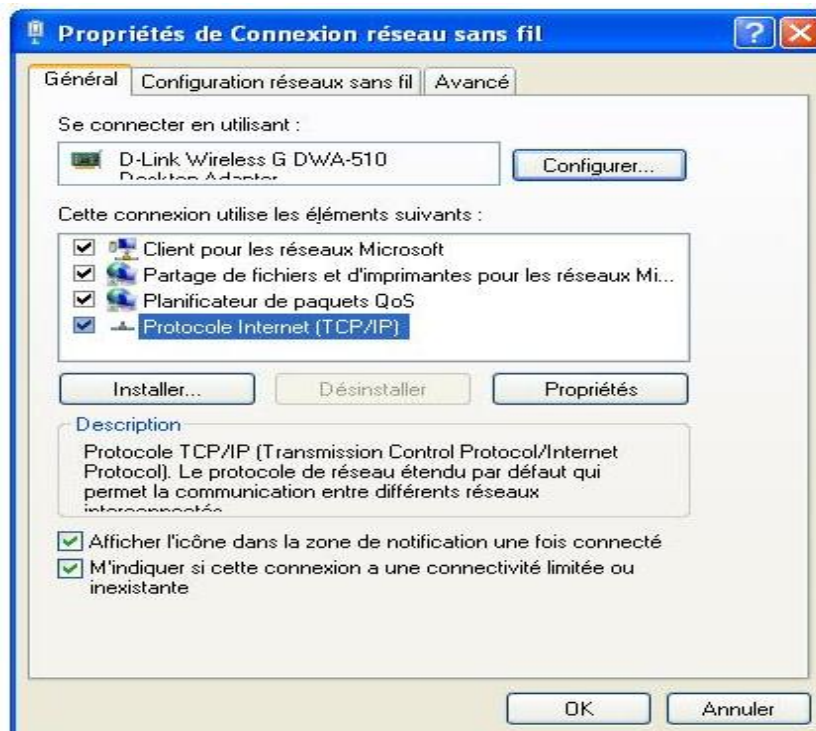 Propriétés de Connexion réseau sans fil
Général
Configuration réseaux sans fil
Avancé
Se connecter en utilisant :
D-Link Wireless G DWA-510
Desktop Adapter
Configurer...
Cette connexion utilise les éléments suivants :
Client pour les réseaux Microsoft
Partage de fichiers et d'imprimantes pour les réseaux Mi...
Planificateur de paquets QoS
Protocole Internet (TCP/IP)
Installer...
Désinstaller
Propriétés
Description
Protocole TCP/IP (Transmission Control Protocol/Internet
Protocol). Le protocole de réseau étendu par défaut qui
permet la communication entre différents réseaux
interconnectés.
Afficher l'icône dans la zone de notification une fois connecté
M'indiquer si cette connexion a une connectivité limitée ou
inexistante
OK
Annuler